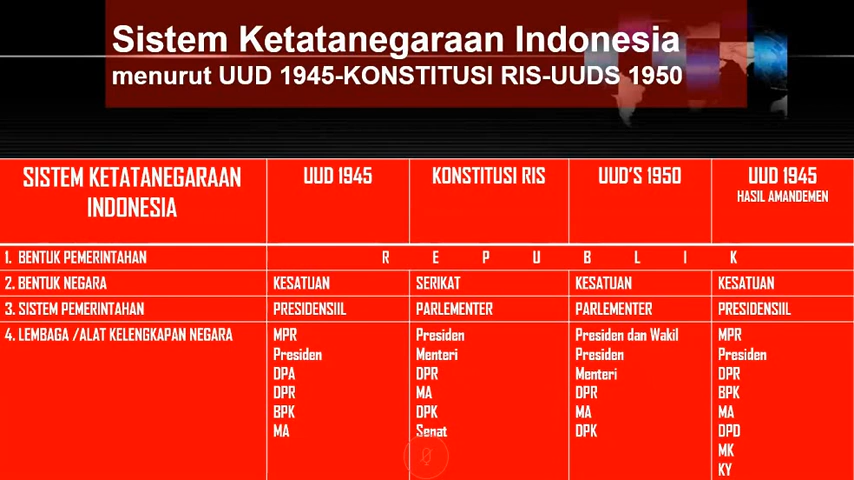 Sistem Ketatanegaraan Indonesia
menurut UUD 1945-KONSTITUSI RIS-UUDS 1950
SISTEM KETATANEGARAAN INDONESIA
UUD 1945
KONSTITUSI RIS
UUD'S 1950
UUD 1945
HASIL AMANDEMEN
1. BENTUK PEMERINTAHAN
R E P U B L I K
2. BENTUK NEGARA
KESATUAN
SERIKAT
KESATUAN
KESATUAN
3. SISTEM PEMERINTAHAN
PRESIDENSIIL
PARLEMENTER
PARLEMENTER
PRESIDENSIIL
4. LEMBAGA /ALAT KELENGKAPAN NEGARA
MPR
Presiden
DPA
DPR
BPK
MA
Presiden
Menteri
DPR
MA
DPK
Senat
Presiden dan Wakil
Presiden
Menteri
DPR
MA
DPK
MPR
Presiden
DPR
BPK
MA
DPD
MK
KY